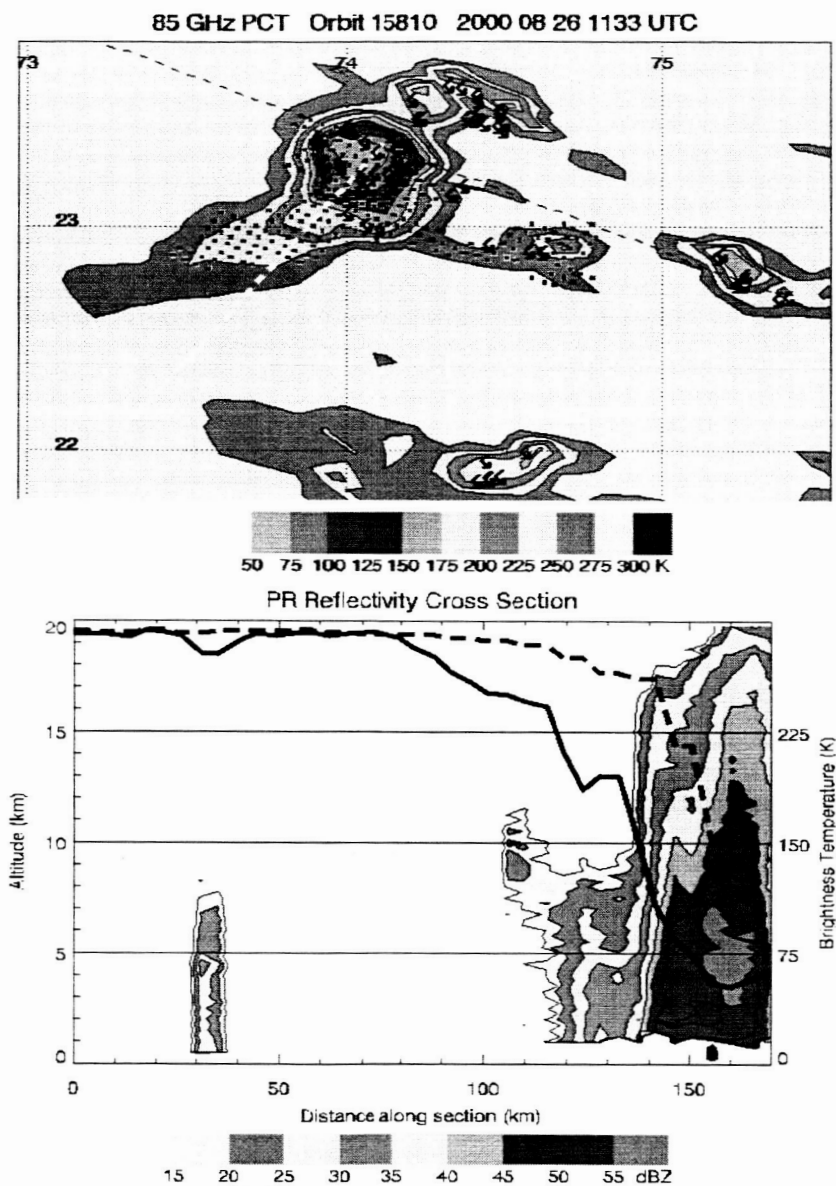 85 GHz PCT Orbit 15810 2000 08 26 1133 UTC
73 74 75
23
22
50 75 100 125 150 175 200 225 250 275 300 K
PR Reflectivity Cross Section
20
15
10
5
0
Altitude (km)
225
150
75
0
Brightness Temperature (K)
0 50 100 150
Distance along section (km)
15 20 25 30 35 40 45 50 55 dBZ